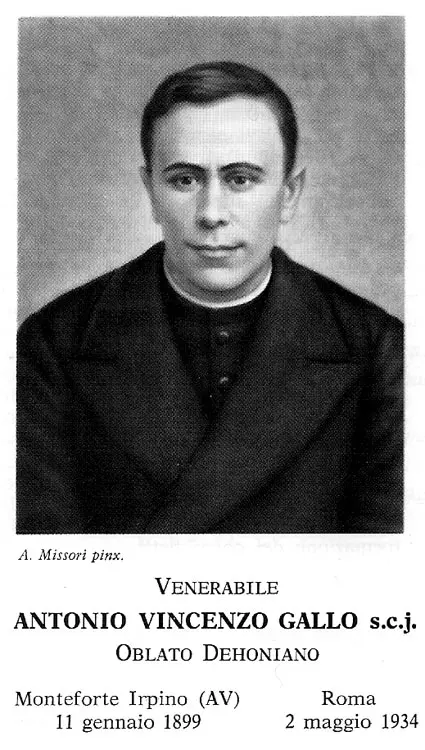 A. Missori pinx.
VENERABILE
ANTONIO VINCENZO GALLO s.c.j.
OBLATO DEHONIANO
Monteforte Irpino (AV) Roma
11 gennaio 1899 2 maggio 1934